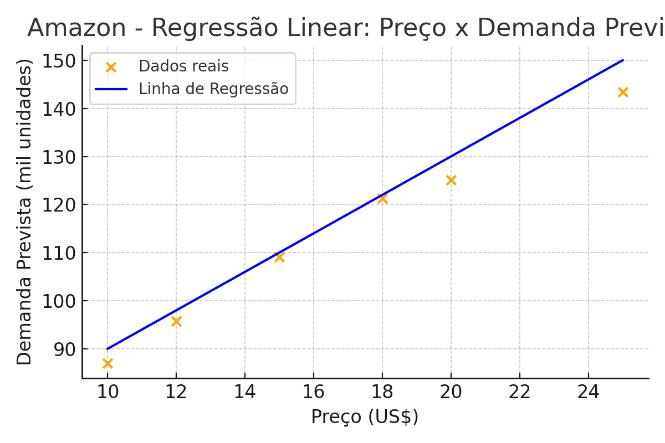 Amazon - Regressão Linear: Preço x Demanda Previ
150
140
130
120
110
100
90
Demanda Prevista (mil unidades)
Dados reais
Linha de Regressão
10 12 14 16 18 20 22 24
Preço (US$)